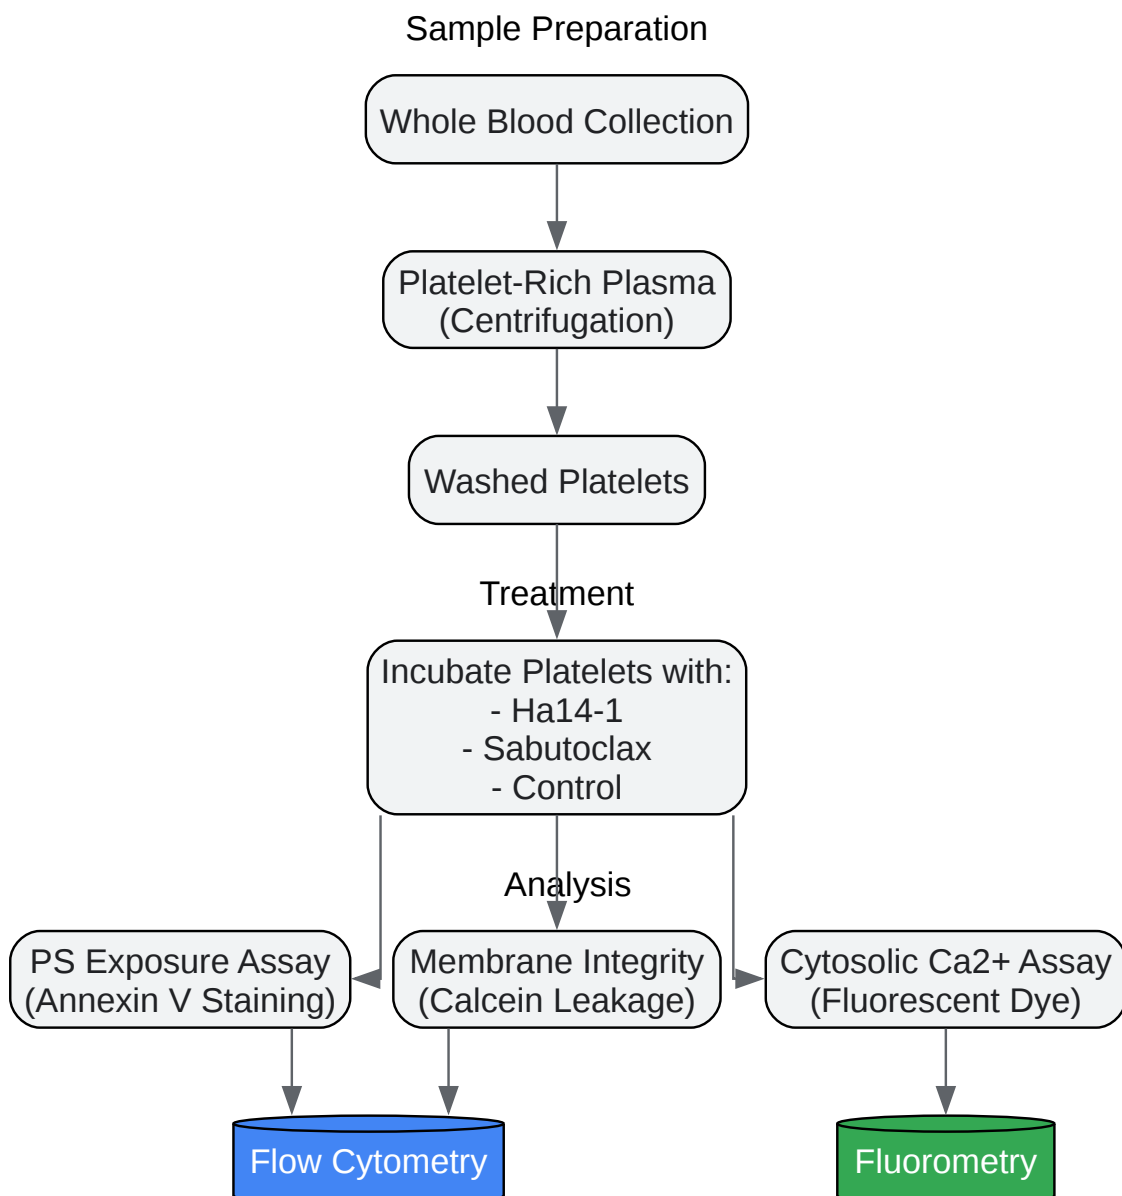 Sample Preparation
Whole Blood Collection
Platelet-Rich Plasma
(Centrifugation)
Washed Platelets
Treatment
Incubate Platelets with:
- Ha14-1
- Sabutoclax
- Control
Analysis
PS Exposure Assay
(Annexin V Staining)
Membrane Integrity
(Calcein Leakage)
Cytosolic Ca2+ Assay
(Fluorescent Dye)
Flow Cytometry
Fluorometry